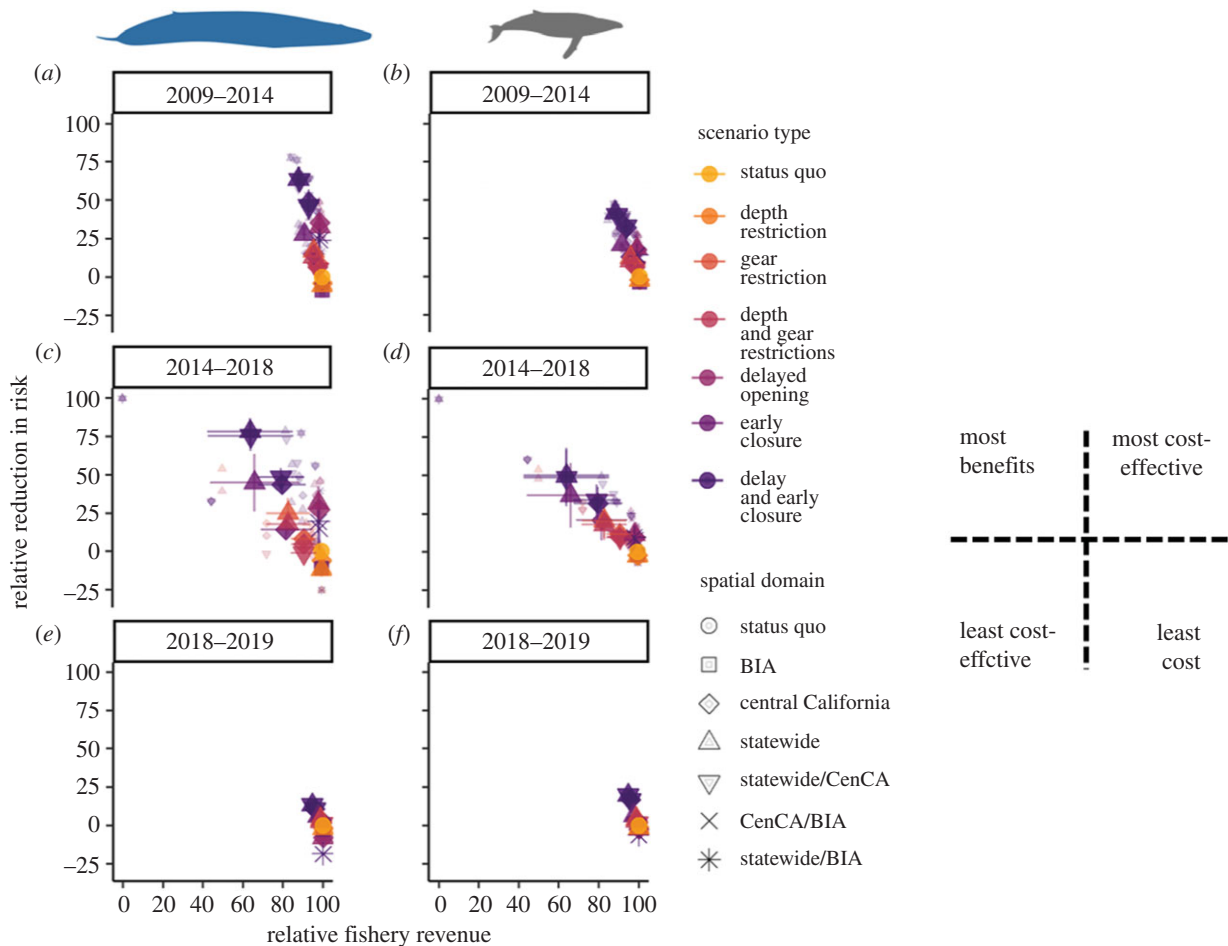 (a)
(b)
2009–2014
2009–2014
100
75
50
25
0
−25
(c)
(d)
2014–2018
2014–2018
100
75
50
25
0
−25
relative reduction in risk
(e)
(f)
2018–2019
2018–2019
100
75
50
25
0
−25
0 20 40 60 80 100
0 20 40 60 80 100
relative fishery revenue
scenario type
status quo
depth
restriction
gear
restriction
depth
and gear
restrictions
delayed
opening
early
closure
delay
and early
closure
spatial domain
status quo
BIA
central California
statewide
statewide/CenCA
CenCA/BIA
statewide/BIA
most
benefits
most cost-
effective
least cost-
effctive
least
cost